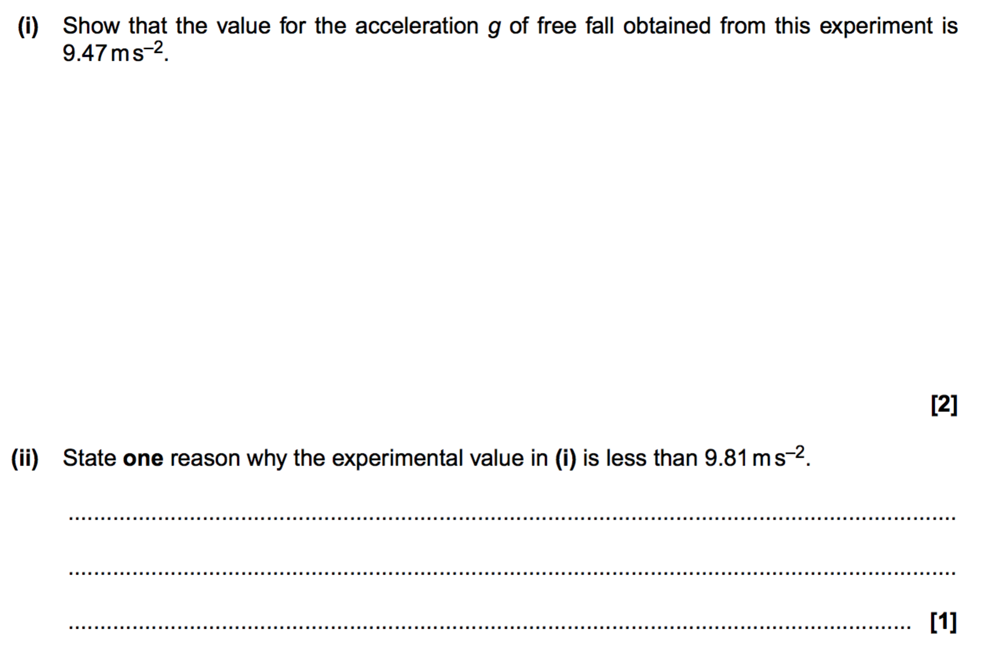 (i) Show that the value for the acceleration g of free fall obtained from this experiment is
9.47 m s⁻².
[2]
(ii) State one reason why the experimental value in (i) is less than 9.81 m s⁻².
..........................................................................................................................................
..........................................................................................................................................
................................................................................................................................... [1]